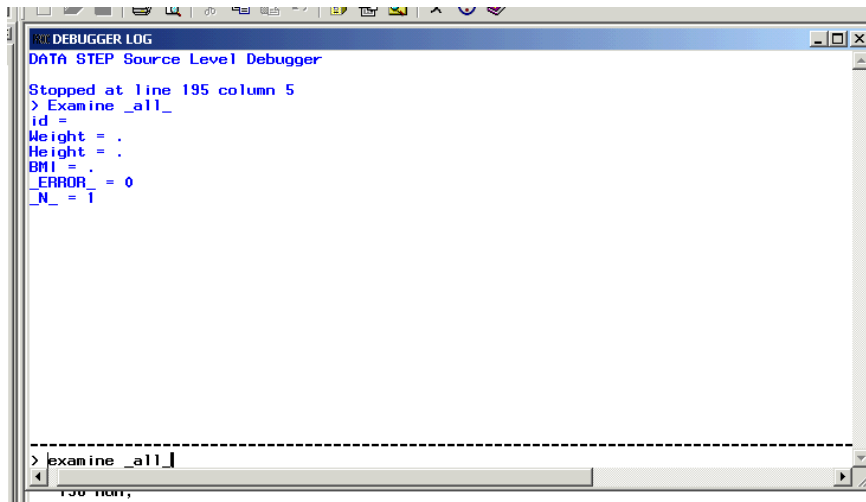 DEBUGGER LOG
DATA STEP Source Level Debugger
Stopped at line 195 column 5
> Examine _all_
id =
Weight = .
Height = .
BMI = .
_ERROR_ = 0
_N_ = 1
> examine _all_